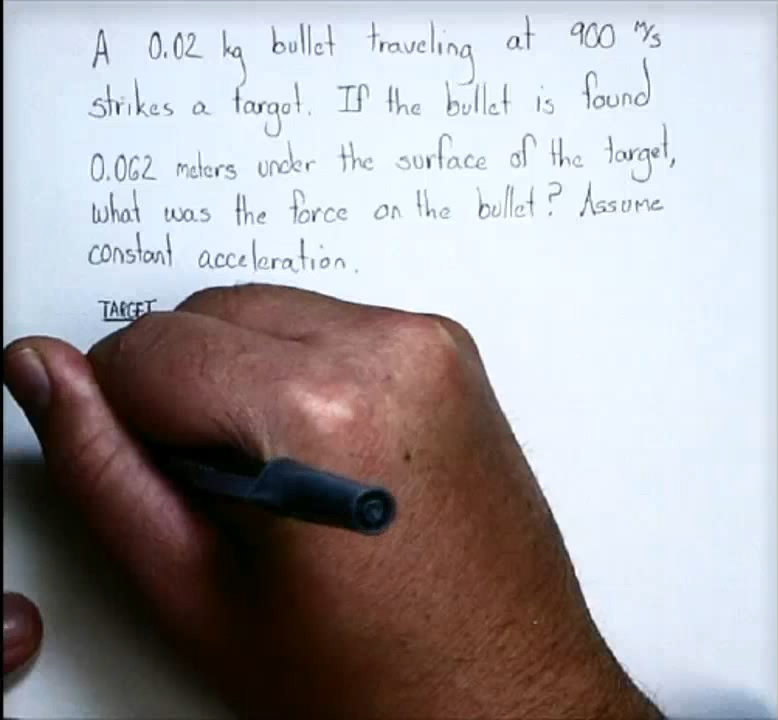 A 0.02 kg bullet traveling at 900 m/s
strikes a target. If the bullet is found
0.062 meters under the surface of the target,
what was the force on the bullet? Assume
constant acceleration.
TARGET